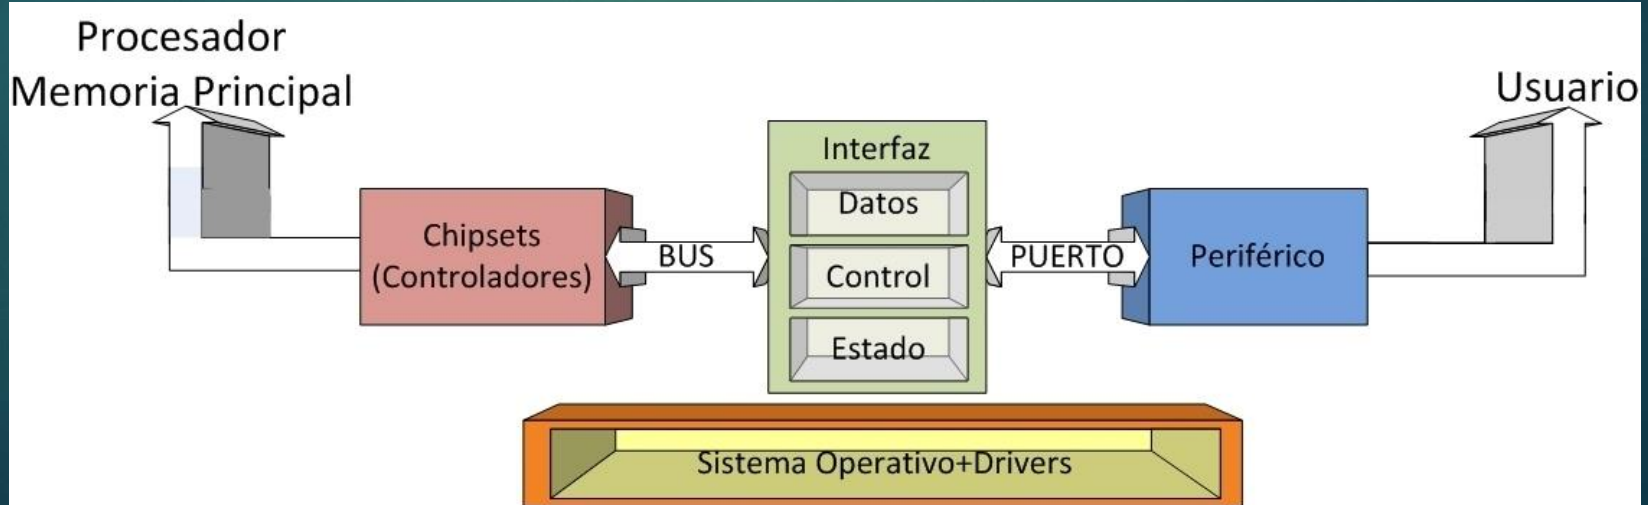 Procesador
Memoria Principal
Usuario
Interfaz
Datos
Chipsets
(Controladores)
BUS
Control
PUERTO
Periférico
Estado
Sistema Operativo+Drivers